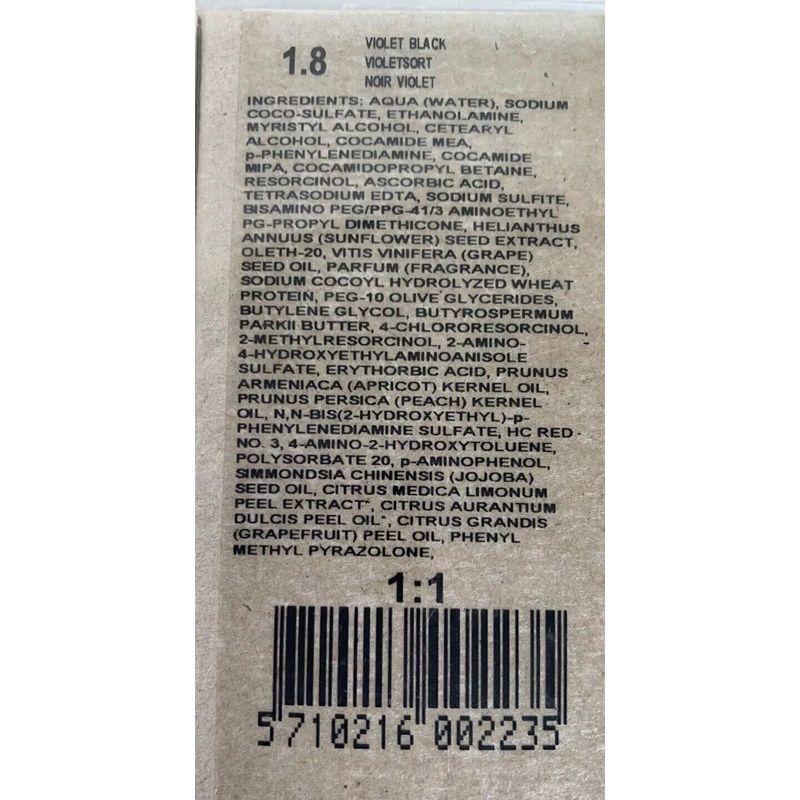 1.8
VIOLET BLACK
VIOLETSORT
NOIR VIOLET
INGREDIENTS: AQUA (WATER), SODIUM
COCO-SULFATE, ETHANOLAMINE,
MYRISTYL ALCOHOL, CETEARYL
ALCOHOL, COCAMIDE MEA,
p-PHENYLENEDIAMINE, COCAMIDE
MIPA, COCAMIDOPROPYL BETAINE,
RESORCINOL, ASCORBIC ACID,
TETRASODIUM EDTA, SODIUM SULFITE,
BISAMINO PEG/PPG-41/3 AMINOETHYL
PG-PROPYL DIMETHICONE, HELIANTHUS
ANNUUS (SUNFLOWER) SEED EXTRACT,
OLETH-20, VITIS VINIFERA (GRAPE)
SEED OIL, PARFUM (FRAGRANCE),
SODIUM COCOYL HYDROLYZED WHEAT
PROTEIN, PEG-10 OLIVE GLYCERIDES,
BUTYLENE GLYCOL, BUTYROSPERMUM
PARKII BUTTER, 4-CHLORORESORCINOL,
2-METHYLRESORCINOL, 2-AMINO-
4-HYDROXYETHYLAMINOANISOLE
SULFATE, ERYTHORBIC ACID, PRUNUS
ARMENIACA (APRICOT) KERNEL OIL,
PRUNUS PERSICA (PEACH) KERNEL
OIL, N,N-BIS(2-HYDROXYETHYL)-p-
PHENYLENEDIAMINE SULFATE, HC RED
NO. 3, 4-AMINO-2-HYDROXYTOLUENE,
POLYSORBATE 20, p-AMINOPHENOL,
SIMMONDSIA CHINENSIS (JOJOBA)
SEED OIL, CITRUS MEDICA LIMONUM
PEEL EXTRACT*, CITRUS AURANTIUM
DULCIS PEEL OIL*, CITRUS GRANDIS
(GRAPEFRUIT) PEEL OIL, PHENYL
METHYL PYRAZOLONE,
1:1
5 710216 002235